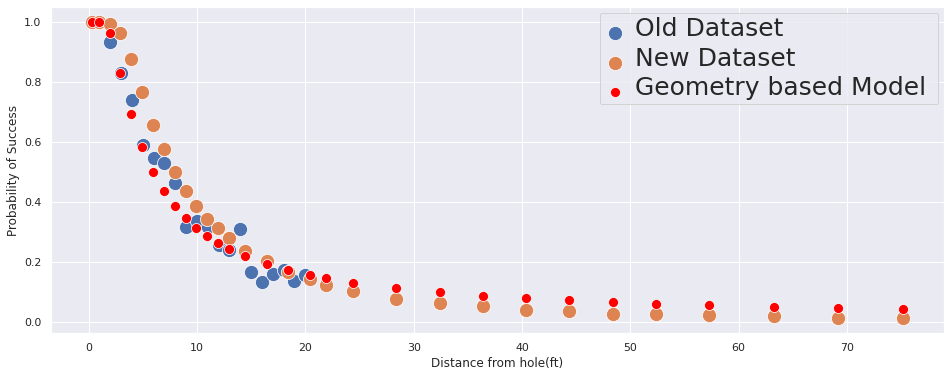 Old Dataset
New Dataset
Geometry based Model
1.0
0.8
0.6
0.4
0.2
0.0
Probability of Success
0 10 20 30 40 50 60 70
Distance from hole(ft)